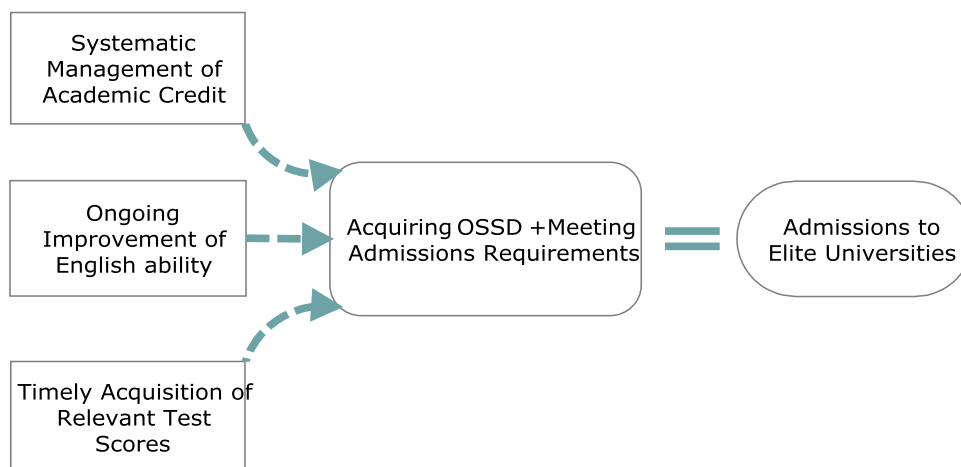 Systematic
Management of
Academic Credit
Ongoing
Improvement of
English ability
Timely Acquisition of
Relevant Test
Scores
Acquiring OSSD +Meeting
Admissions Requirements
Admissions to
Elite Universities